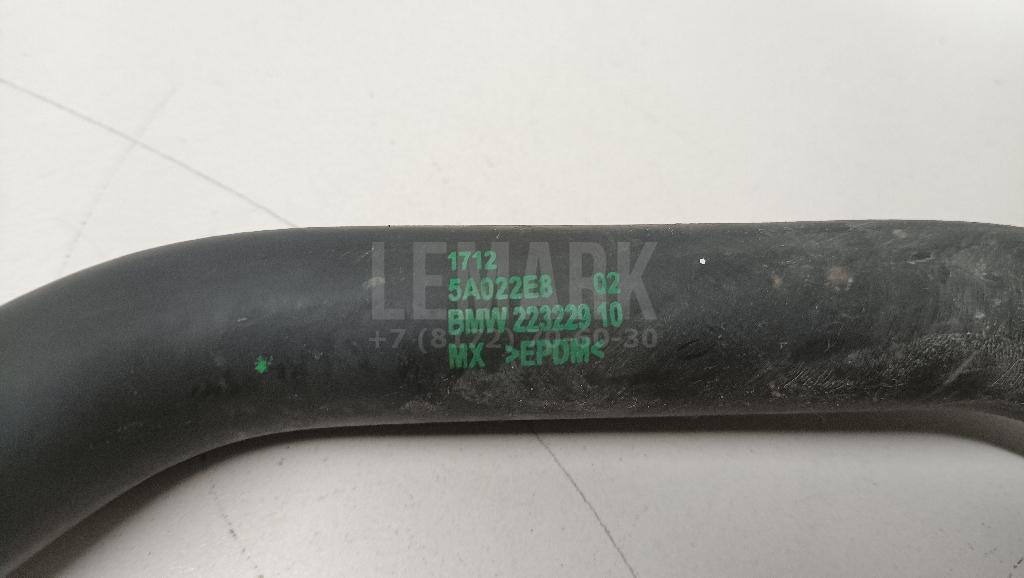 LEMARK
1712
5A022E8 02
BMW 223229 10
MX >EPDM<